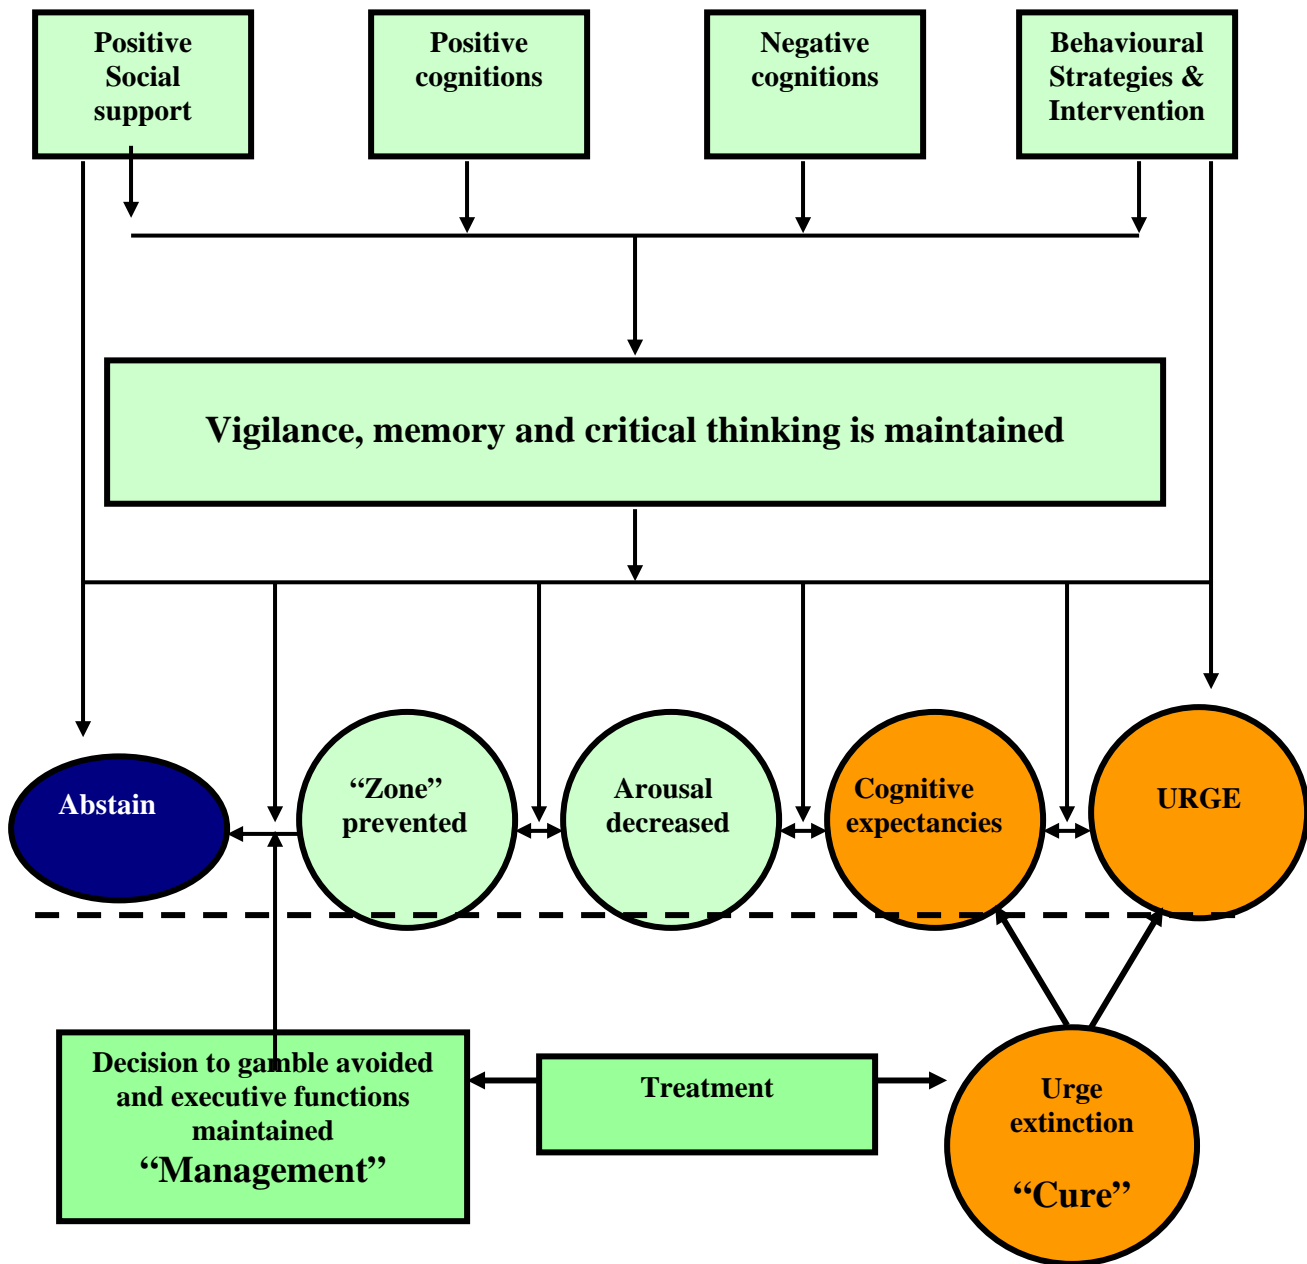 Positive
Social
support
Positive
cognitions
Negative
cognitions
Behavioural
Strategies &
Intervention
Vigilance, memory and critical thinking is maintained
Abstain
“Zone”
prevented
Arousal
decreased
Cognitive
expectancies
URGE
Decision to gamble avoided
and executive functions
maintained
“Management”
Treatment
Urge
extinction
“Cure”